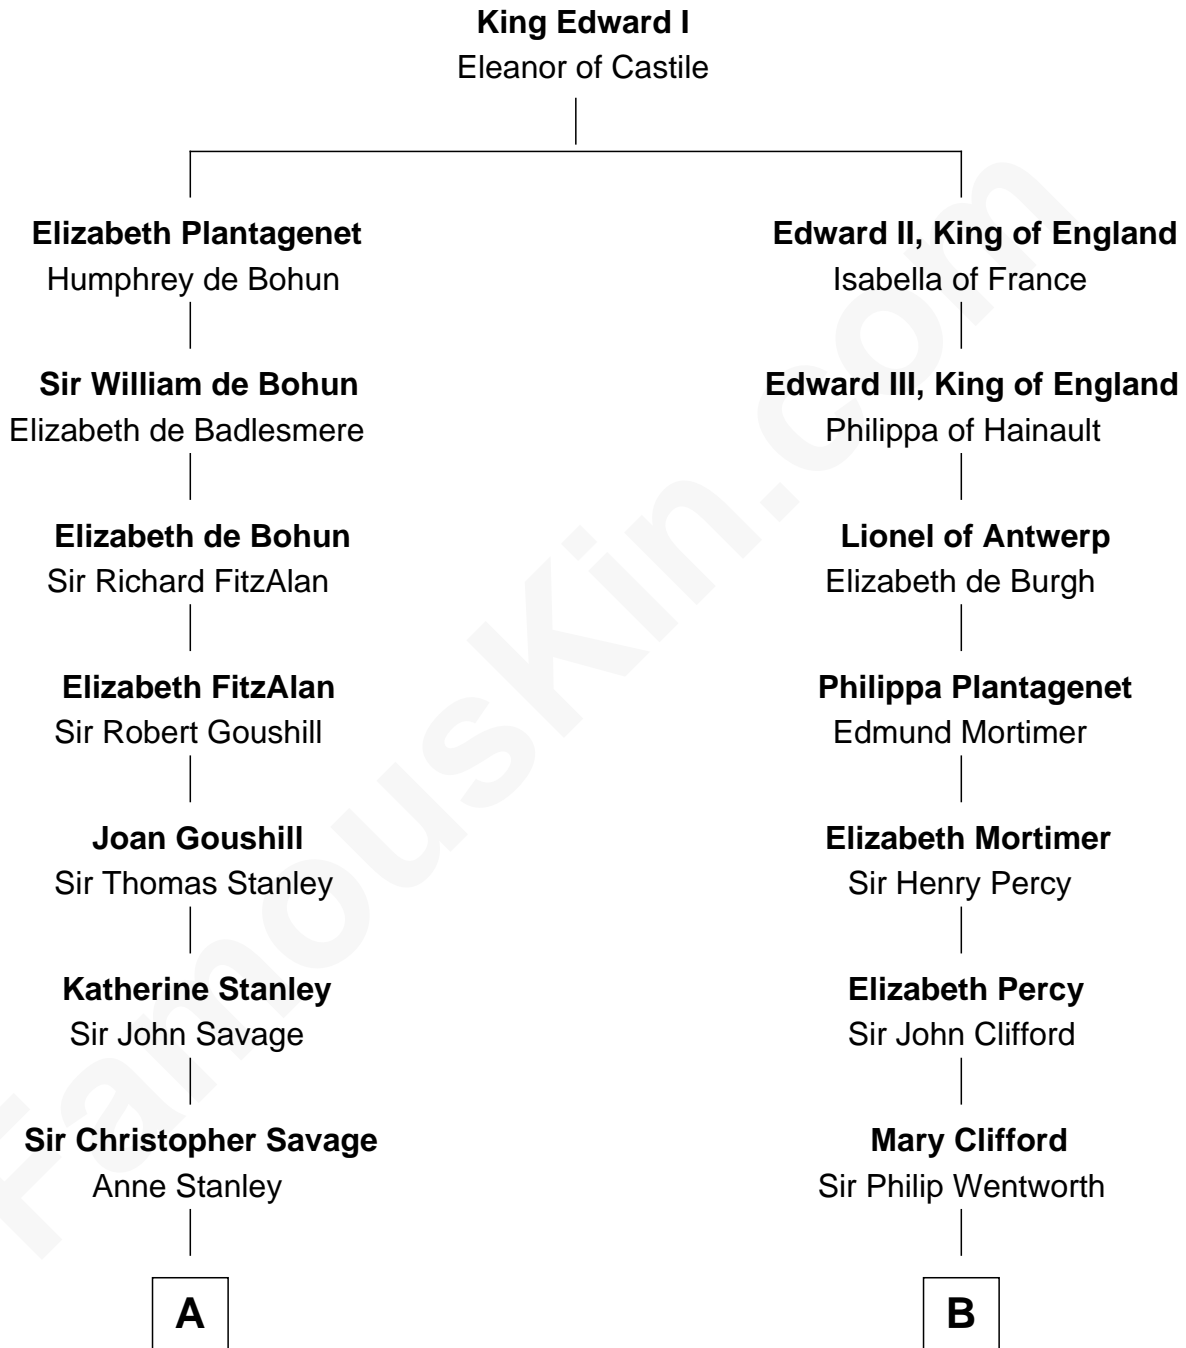 King Edward I
Eleanor of Castile
Elizabeth Plantagenet
Humphrey de Bohun
Edward II, King of England
Isabella of France
Sir William de Bohun
Elizabeth de Badlesmere
Edward III, King of England
Philippa of Hainault
Elizabeth de Bohun
Sir Richard FitzAlan
Lionel of Antwerp
Elizabeth de Burgh
Elizabeth FitzAlan
Sir Robert Goushill
Philippa Plantagenet
Edmund Mortimer
Joan Goushill
Sir Thomas Stanley
Elizabeth Mortimer
Sir Henry Percy
Katherine Stanley
Sir John Savage
Elizabeth Percy
Sir John Clifford
Sir Christopher Savage
Anne Stanley
Mary Clifford
Sir Philip Wentworth
A
B
FamousKin.com